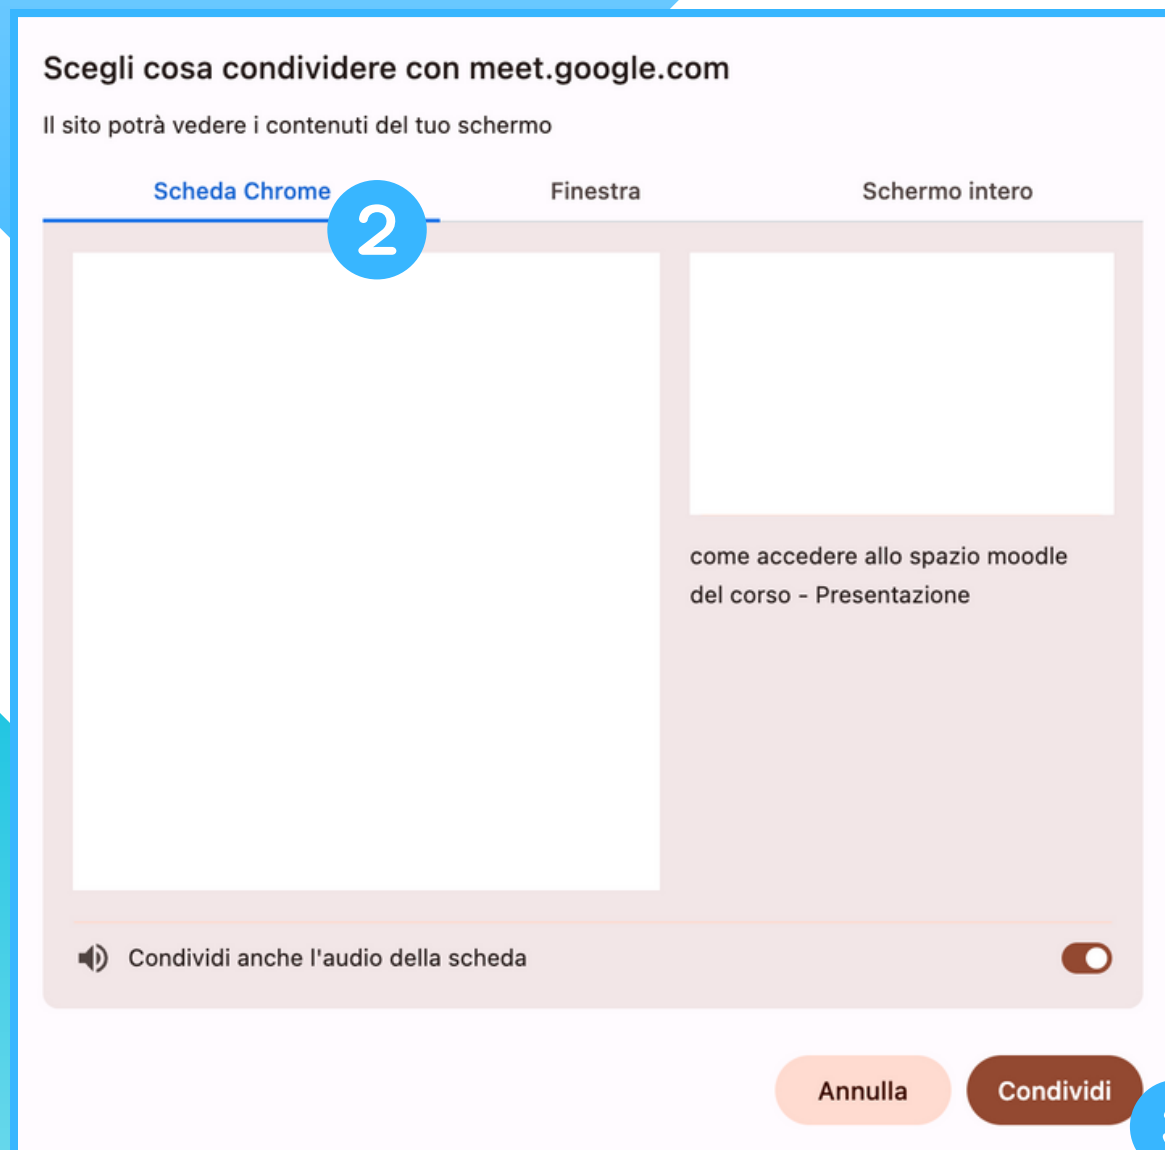 Scegli cosa condividere con meet.google.com
Il sito potrà vedere i contenuti del tuo schermo
Scheda Chrome
Finestra
Schermo intero
2
come accedere allo spazio moodle
del corso - Presentazione
Condividi anche l'audio della scheda
Annulla
Condividi